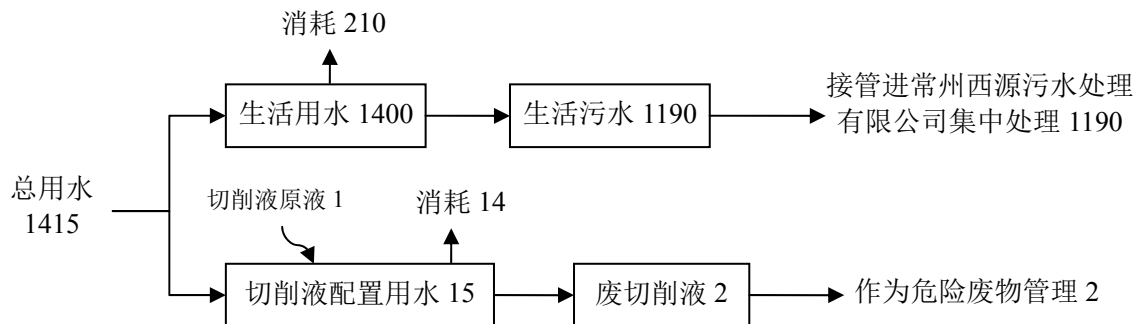 消耗 210
生活用水 1400
生活污水 1190
接管进常州西源污水处理
有限公司集中处理 1190
总用水
1415
切削液原液 1
消耗 14
切削液配置用水 15
废切削液 2
作为危险废物管理 2